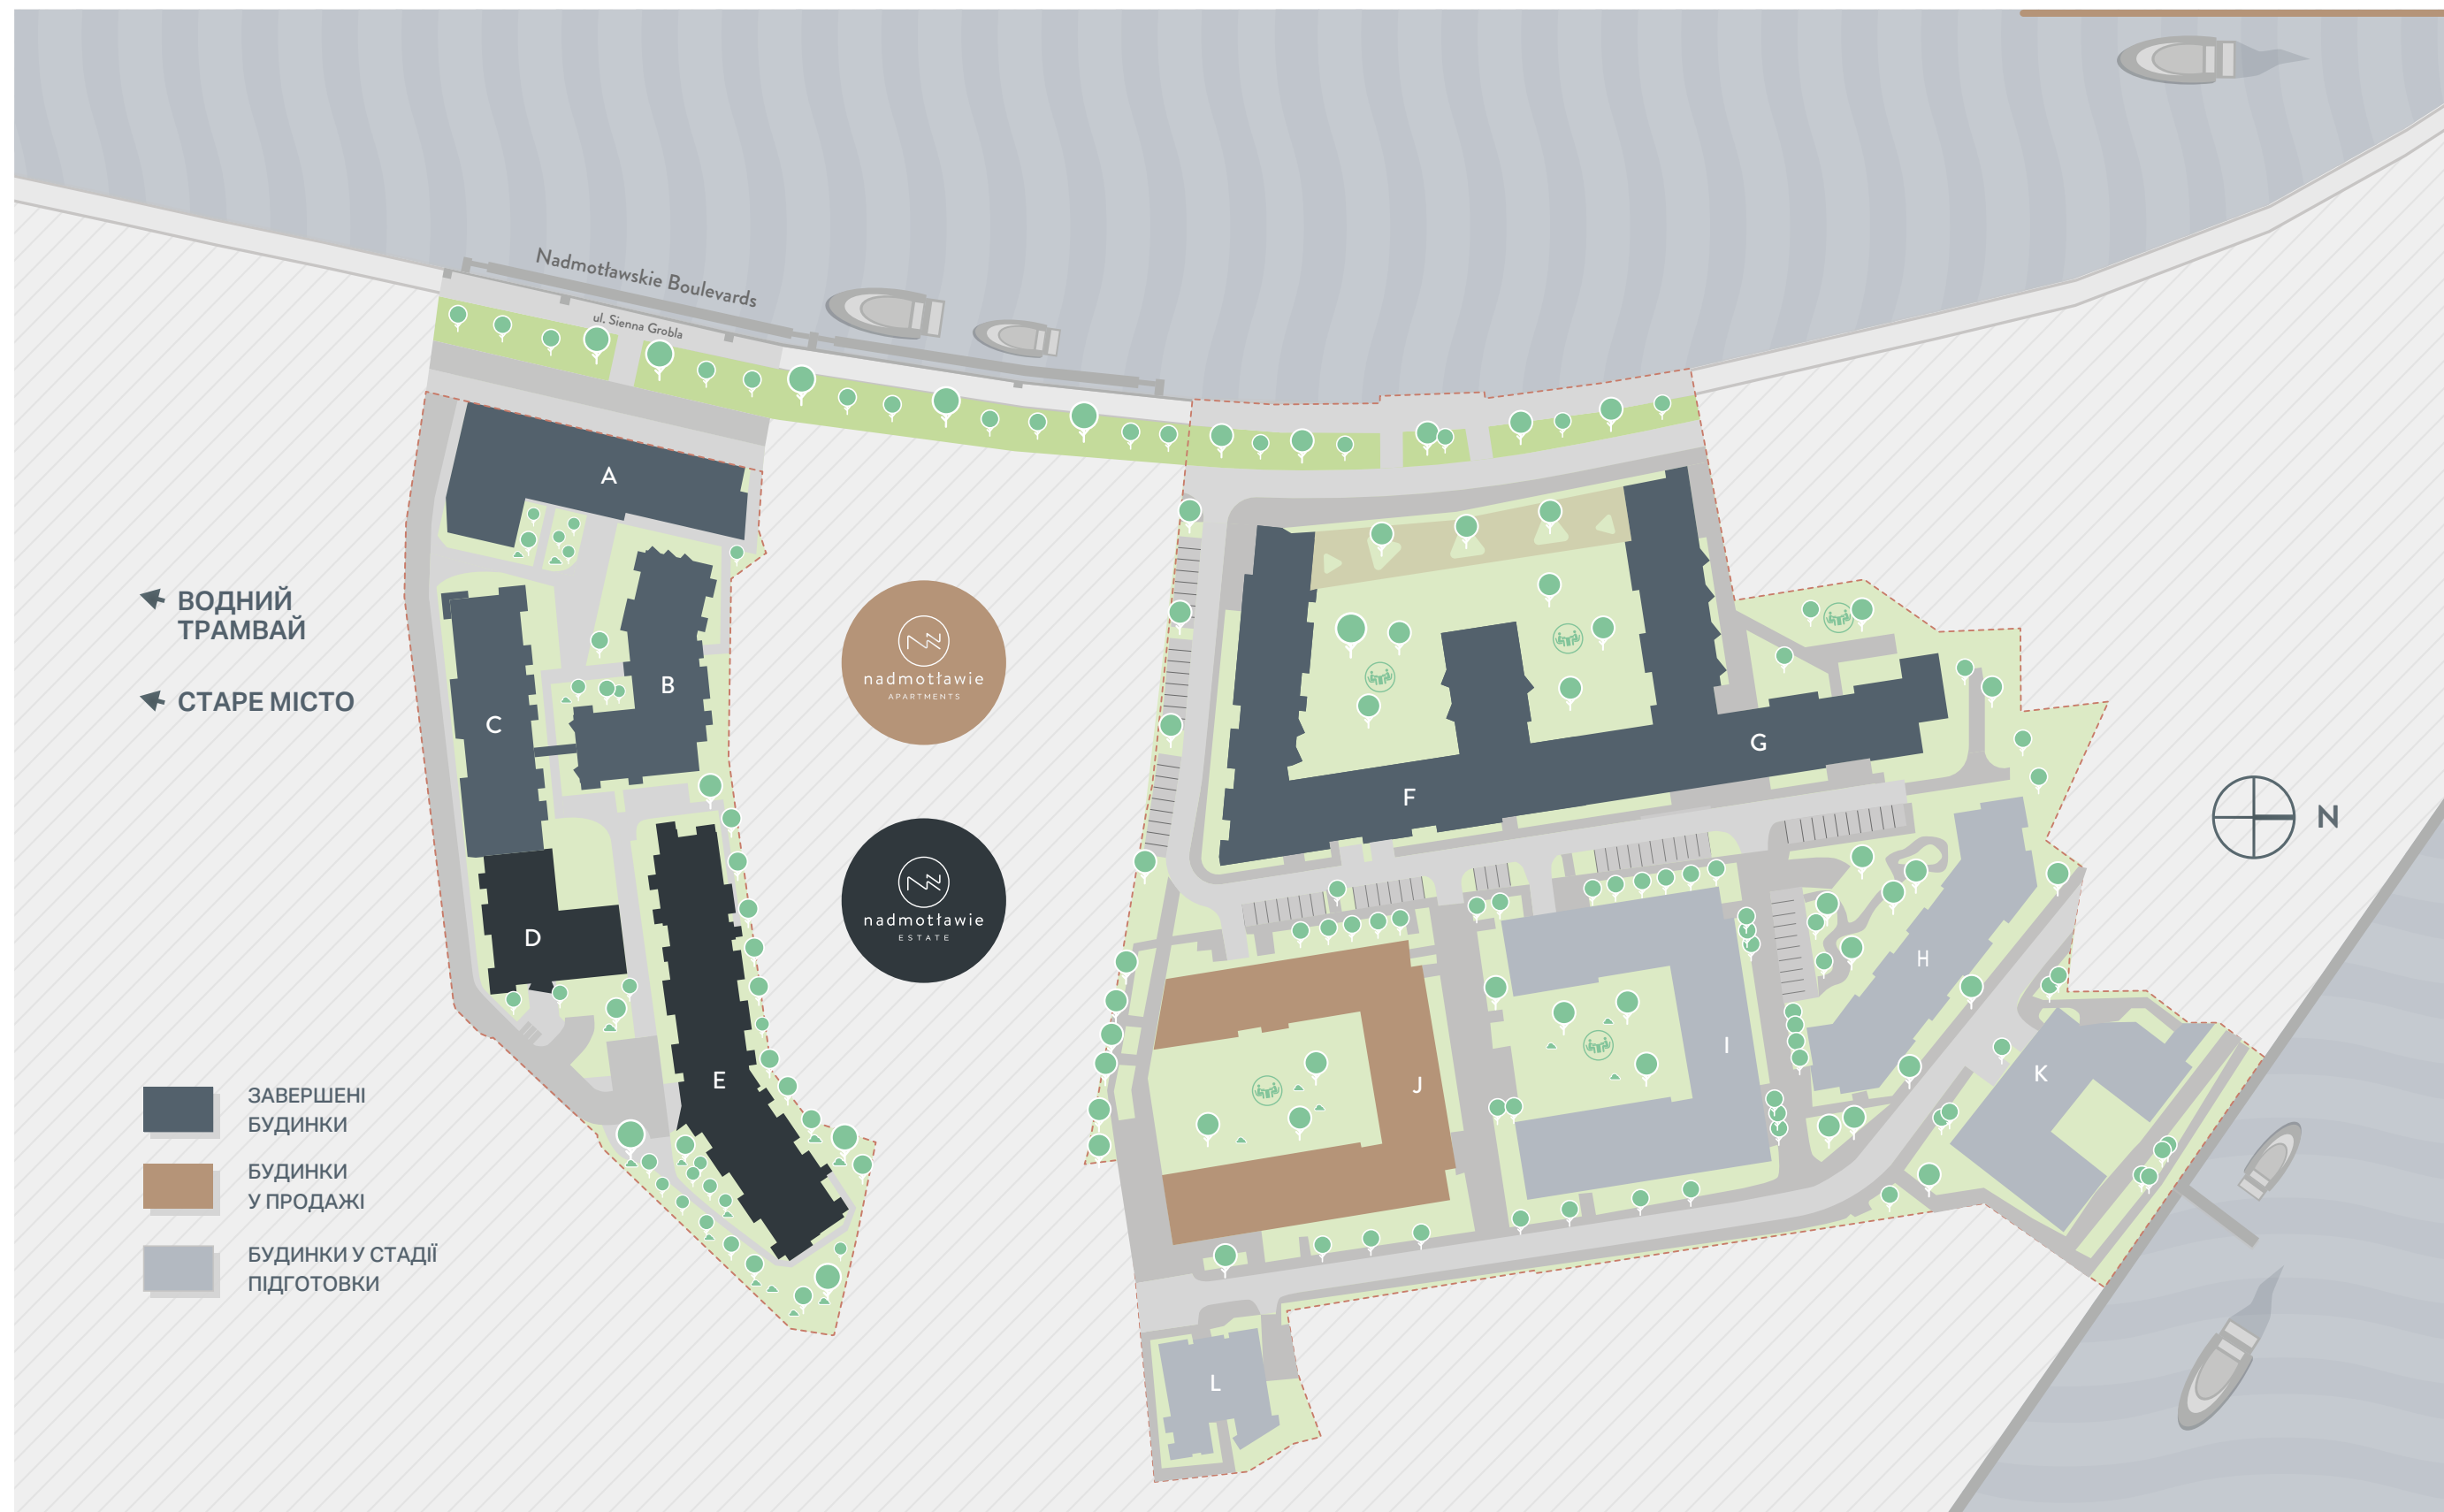 Nadmotławskie Boulevards
ul. Sienna Grobla
A
B
C
D
E
ВОДНИЙ
ТРАМВАЙ
СТАРЕ МІСТО
nadmotławie
APARTMENTS
nadmotławie
ESTATE
F
G
H
I
J
K
L
N
ЗАВЕРШЕНІ
БУДИНКИ
БУДИНКИ
У ПРОДАЖІ
БУДИНКИ У СТАДІЇ
ПІДГОТОВКИ